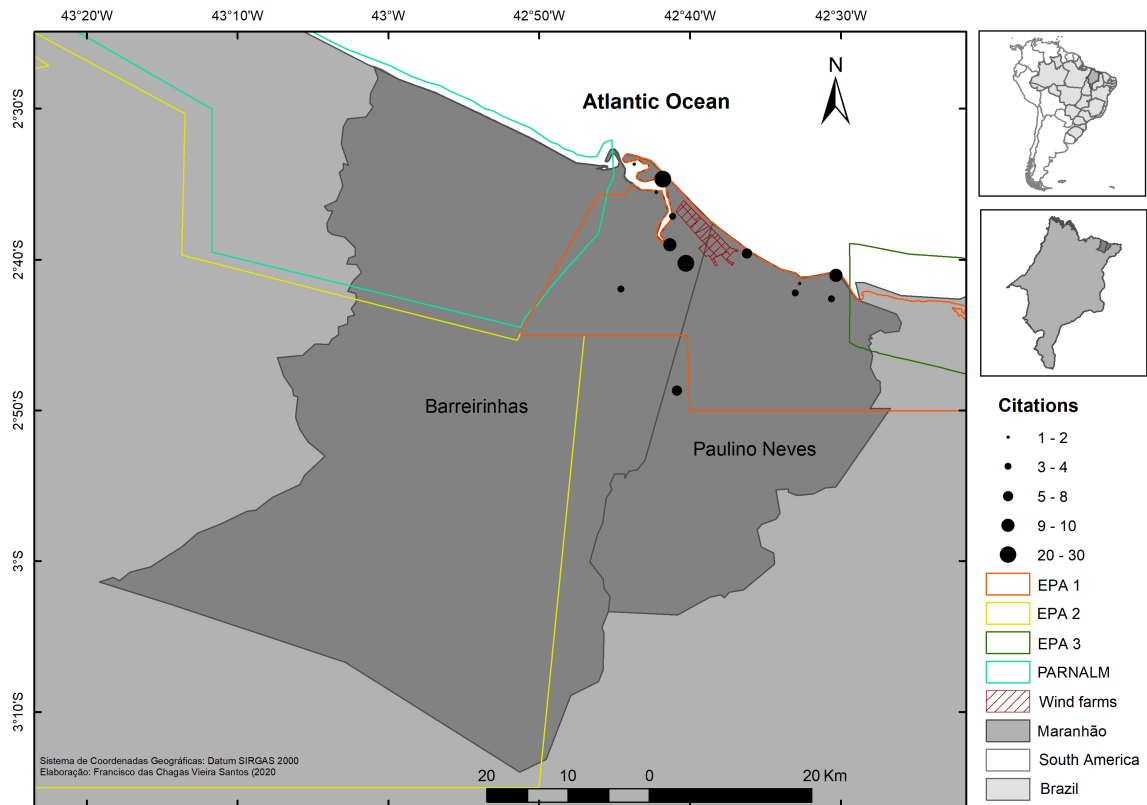 43°20'W 43°10'W 43°W 42°50'W 42°40'W 42°30'W
2°30'S
2°40'S
2°50'S
3°S
3°10'S
Atlantic Ocean
N
Barreirinhas
Paulino Neves
Sistema de Coordenadas Geográficas: Datum SIRGAS 2000
Elaboração: Francisco das Chagas Vieira Santos (2020
20 10 0 20 Km
Citations
1 - 2
3 - 4
5 - 8
9 - 10
20 - 30
EPA 1
EPA 2
EPA 3
PARNALM
Wind farms
Maranhão
South America
Brazil